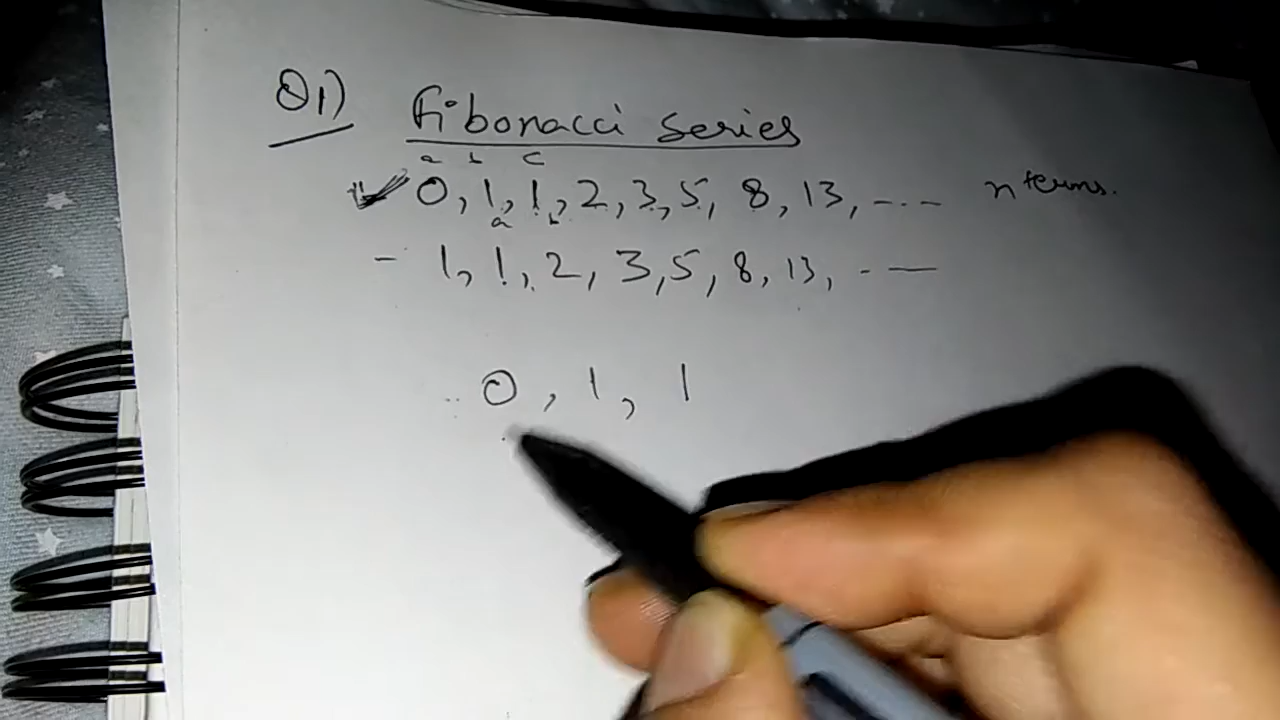 Q1) Fibonacci Series
a b c
0, 1, 1, 2, 3, 5, 8, 13, -.-- n terms.
a b
- 1, 1, 2, 3, 5, 8, 13, - —
0, 1, 1